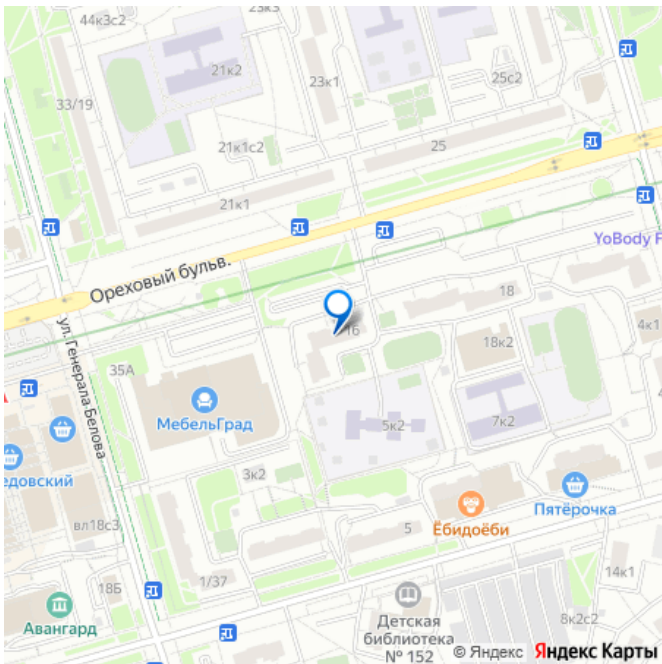 44к3с2
23к3
21к2
23к1
25с2
33/19
21к1с2
25
21к1
YoBody F
Ореховый бульв.
18
16
4к1
18к2
ул. Генерала Белова
35А
МебельГрад
5к2
7к2
едовский
3к2
Пятёрочка
вл18с3
Ёбидоёби
5
1/37
18Б
14к1
Авангард
Детская
библиотека
№ 152
8к2с2
© Яндекс Яндекс Карты